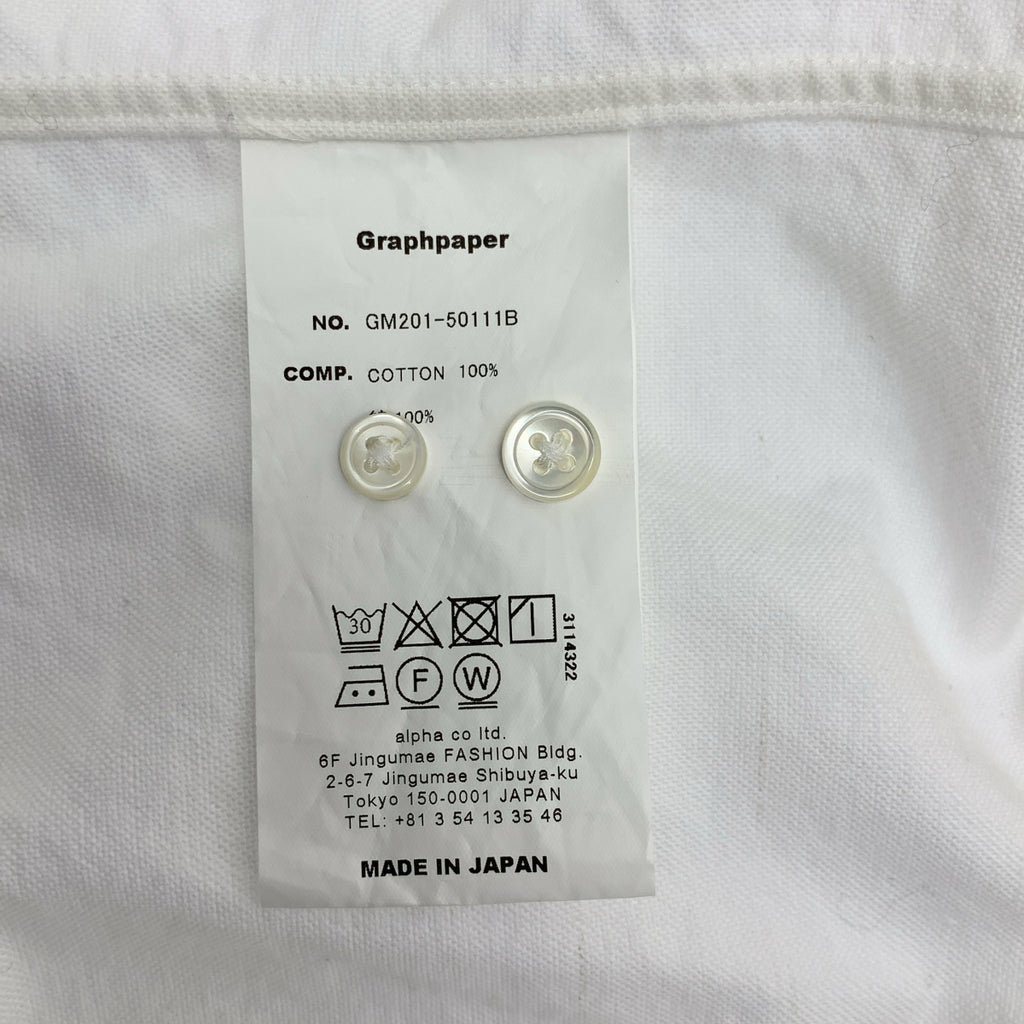 Graphpaper
NO. GM201-50111B
COMP. COTTON 100%
100%
30
3114322
F
W
alpha co ltd.
6F Jingumae FASHION Bldg.
2-6-7 Jingumae Shibuya-ku
Tokyo 150-0001 JAPAN
TEL: +81 3 54 13 35 46
MADE IN JAPAN